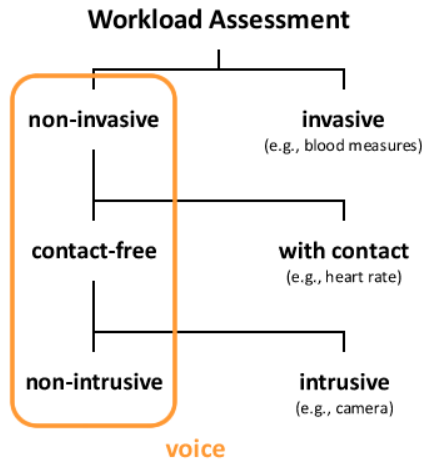 Workload Assessment
non-invasive
invasive
(e.g., blood measures)
contact-free
with contact
(e.g., heart rate)
non-intrusive
intrusive
(e.g., camera)
voice